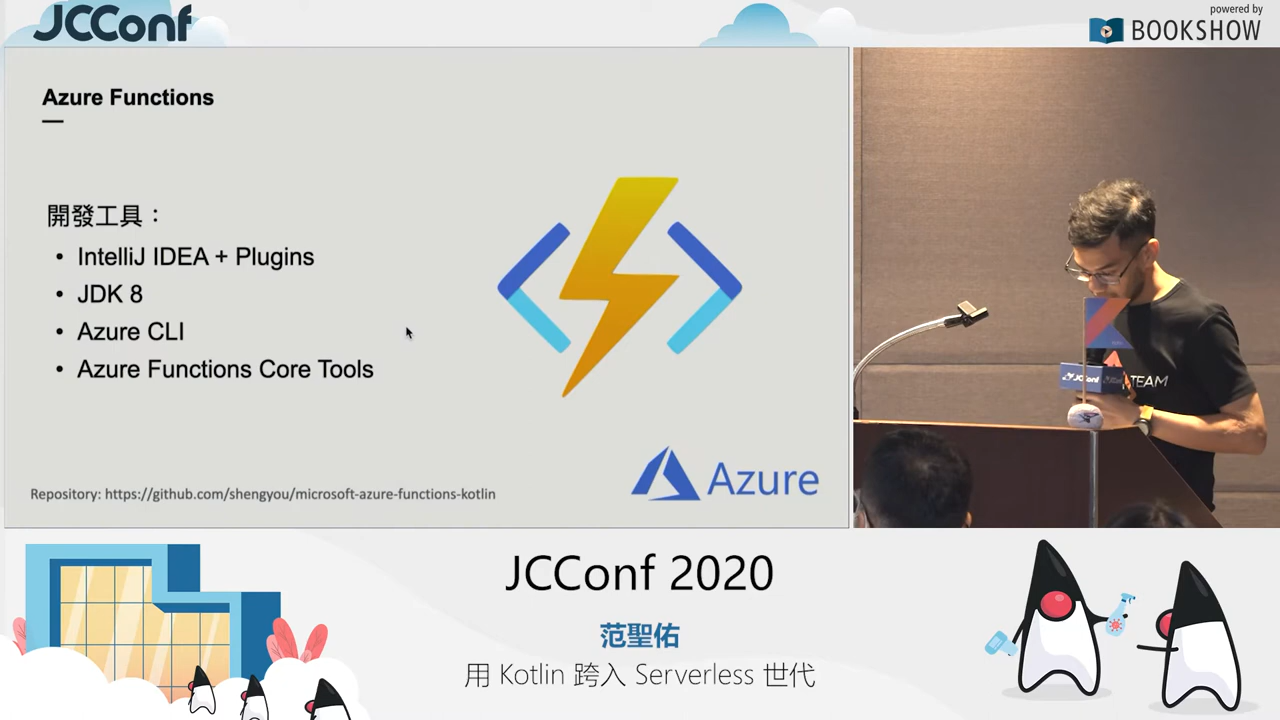 JCConf
powered by
BOOKSHOW
Azure Functions
開發工具：
• IntelliJ IDEA + Plugins
• JDK 8
• Azure CLI
• Azure Functions Core Tools
Azure
Repository: https://github.com/shengyou/microsoft-azure-functions-kotlin
JCConf
TEAM
JCConf 2020
范聖佑
用 Kotlin 跨入 Serverless 世代